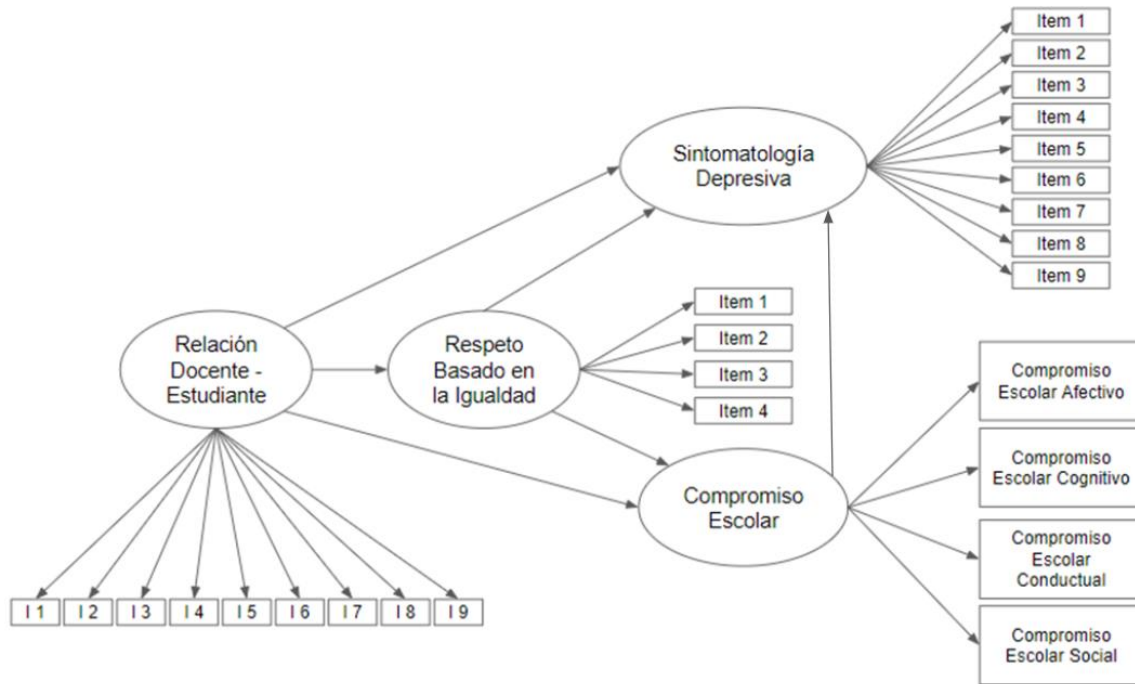 Item 1
Item 2
Item 3
Item 4
Item 5
Item 6
Item 7
Item 8
Item 9
Sintomatología
Depresiva
Relación
Docente -
Estudiante
Respeto
Basado en
la Igualdad
Item 1
Item 2
Item 3
Item 4
Compromiso
Escolar
Compromiso
Escolar Afectivo
Compromiso
Escolar Cognitivo
Compromiso
Escolar
Conductual
Compromiso
Escolar Social
I 1
I 2
I 3
I 4
I 5
I 6
I 7
I 8
I 9